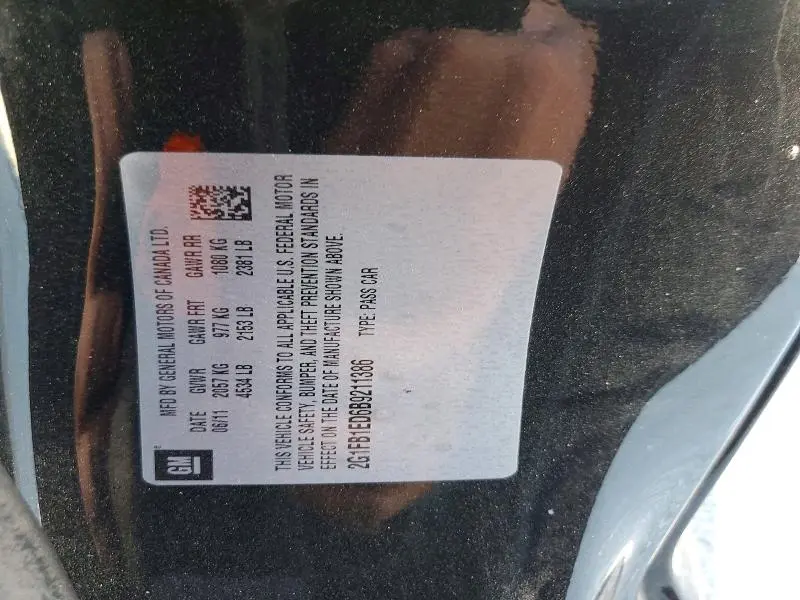 GM
MFD BY GENERAL MOTORS OF CANADA LTD.
DATE GVWR GAWR FRT GAWR RR
06/11 2057 KG 977 KG 1080 KG
4534 LB 2153 LB 2381 LB
THIS VEHICLE CONFORMS TO ALL APPLICABLE U.S. FEDERAL MOTOR
VEHICLE SAFETY, BUMPER, AND THEFT PREVENTION STANDARDS IN
EFFECT ON THE DATE OF MANUFACTURE SHOWN ABOVE.
2G1FB1ED6B9211386 TYPE: PASS CAR